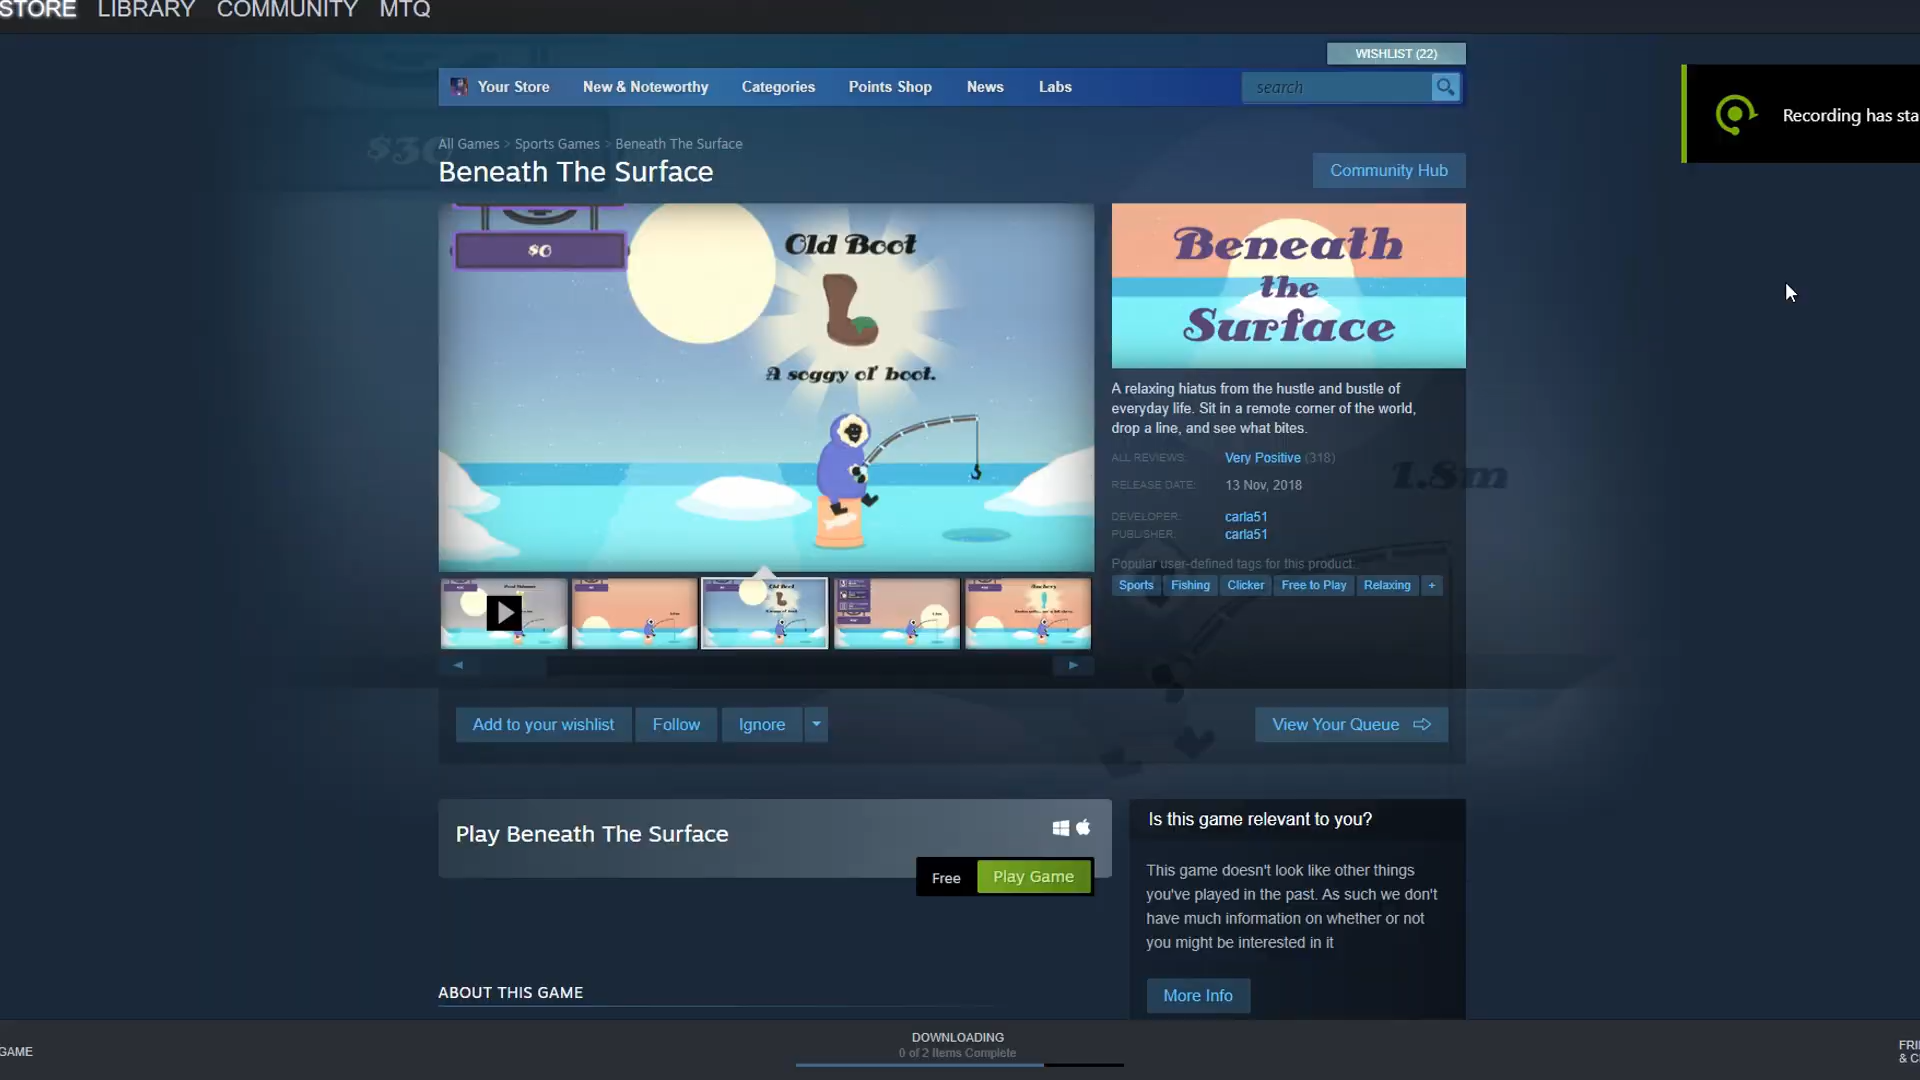 STORE LIBRARY COMMUNITY MTQ
WISHLIST (22)
Your Store New & Noteworthy Categories Points Shop News Labs search
Recording has sta
$30
All Games > Sports Games > Beneath The Surface
Beneath The Surface
Community Hub
$0
Old Boot
A soggy ol' boot.
Beneath
the
Surface
A relaxing hiatus from the hustle and bustle of
everyday life. Sit in a remote corner of the world,
drop a line, and see what bites.
ALL REVIEWS: Very Positive (318)
1.8m
RELEASE DATE: 13 Nov, 2018
DEVELOPER: carla51
PUBLISHER: carla51
Popular user-defined tags for this product:
Sports Fishing Clicker Free to Play Relaxing +
Add to your wishlist Follow Ignore View Your Queue
Play Beneath The Surface
Free Play Game
Is this game relevant to you?
This game doesn't look like other things
you've played in the past. As such we don't
have much information on whether or not
you might be interested in it
More Info
ABOUT THIS GAME
GAME
DOWNLOADING
0 of 2 Items Complete
FRI
& C